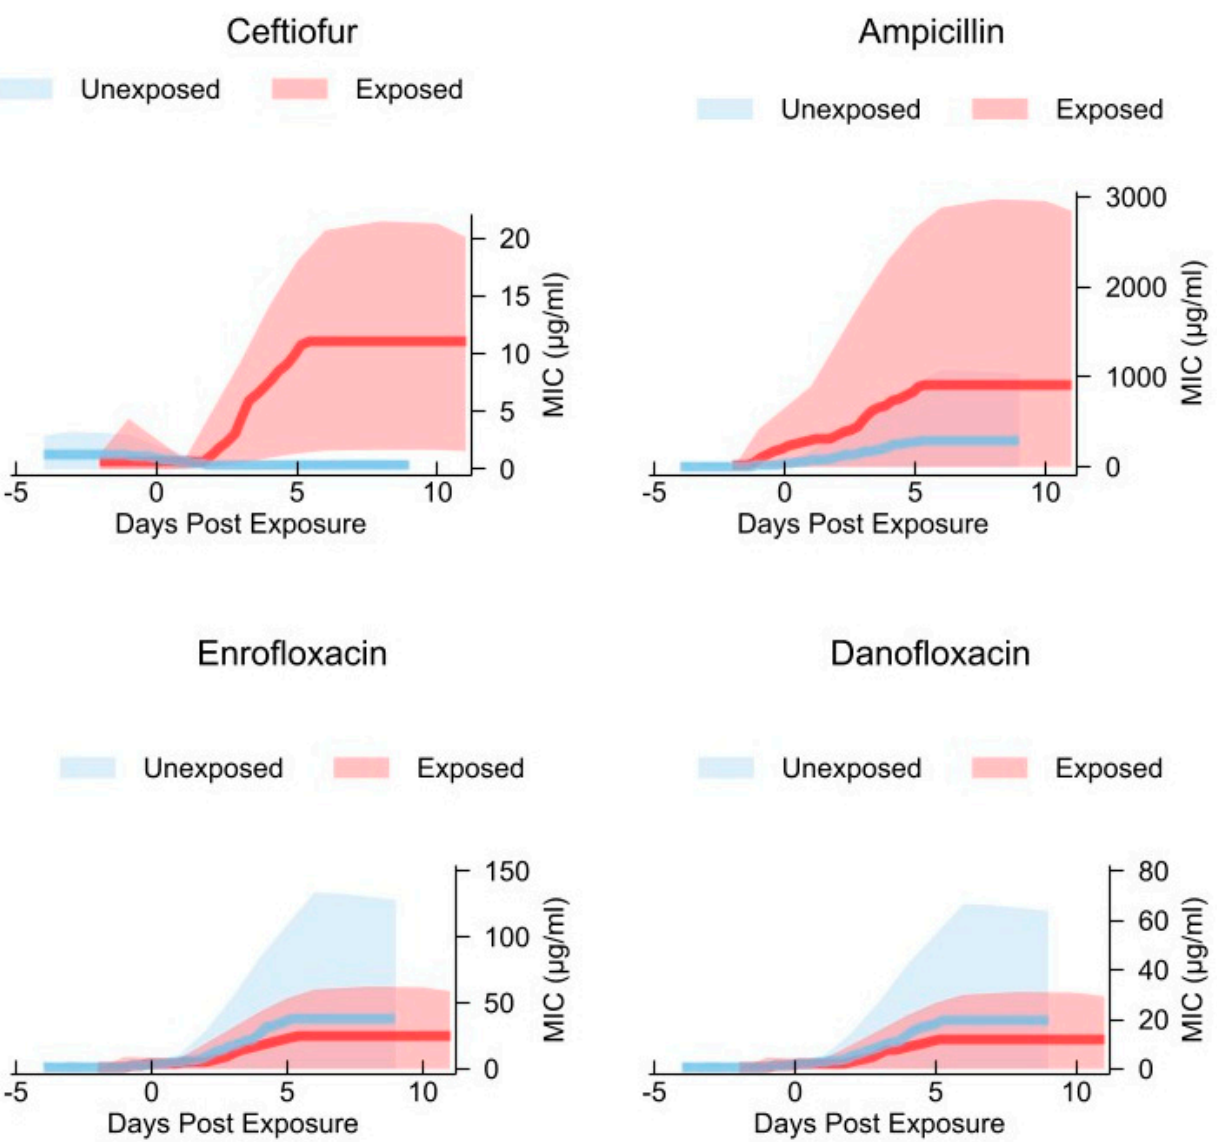 Ceftiofur
Unexposed Exposed
20
15
10
5
0
MIC (µg/ml)
-5 0 5 10
Days Post Exposure
Ampicillin
Unexposed Exposed
3000
2000
1000
0
MIC (µg/ml)
-5 0 5 10
Days Post Exposure
Enrofloxacin
Unexposed Exposed
150
100
50
0
MIC (µg/ml)
-5 0 5 10
Days Post Exposure
Danofloxacin
Unexposed Exposed
80
60
40
20
0
MIC (µg/ml)
-5 0 5 10
Days Post Exposure